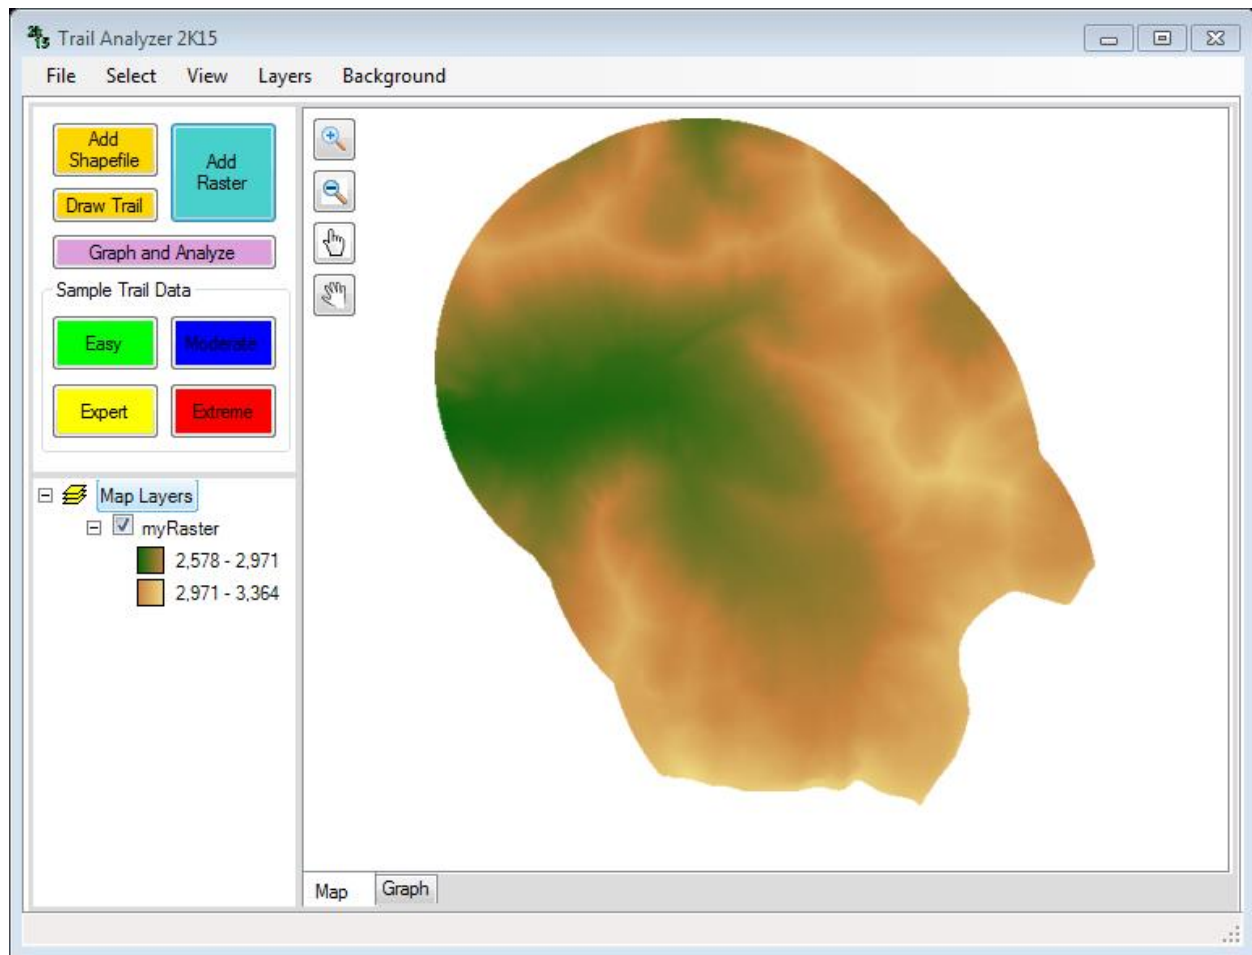 Trail Analyzer 2K15
File Select View Layers Background
Add
Shapefile
Add
Raster
Draw Trail
Graph and Analyze
Sample Trail Data
Easy
Moderate
Expert
Extreme
Map Layers
myRaster
2,578 - 2,971
2,971 - 3,364
Map
Graph